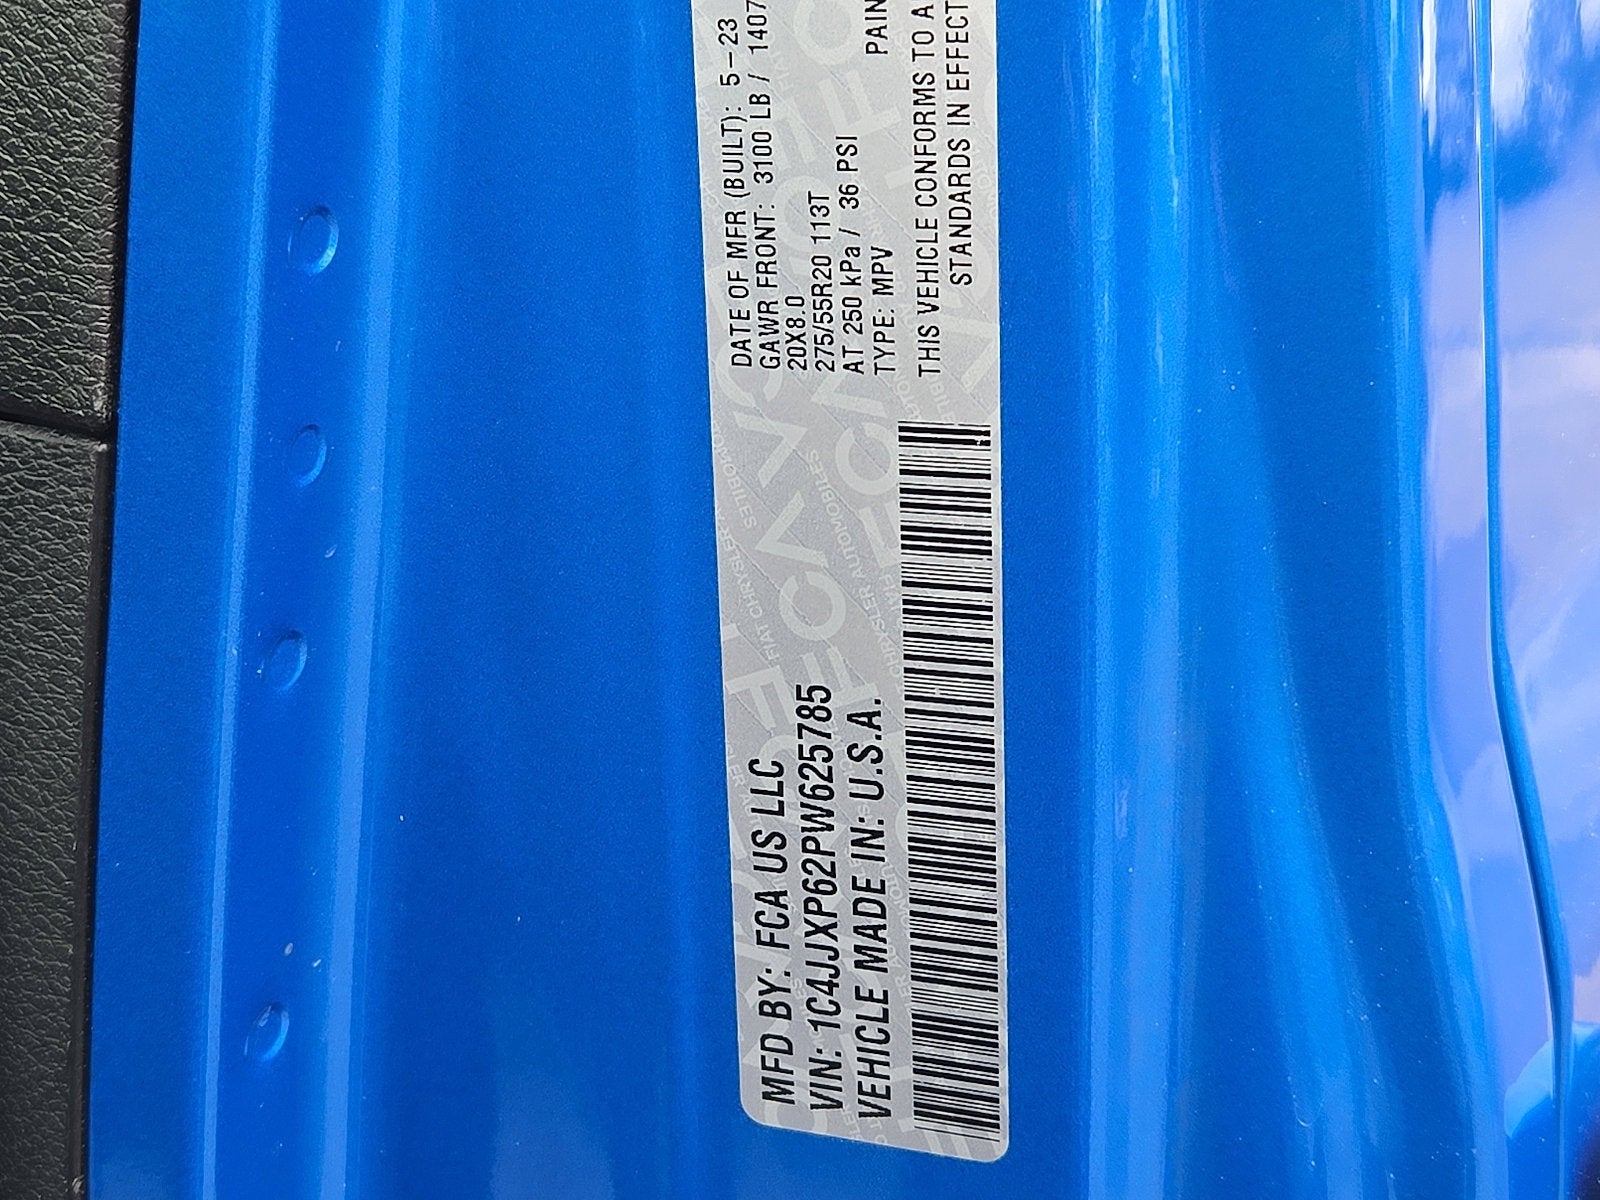 MFD BY: FCA US LLC
VIN: 1C4JJXP62PW625785
VEHICLE MADE IN: U.S.A.
DATE OF MFR (BUILT): 5-23
GAWR FRONT: 3100 LB / 1407
20X8.0
275/55R20 113T
AT 250 kPa / 36 PSI
TYPE: MPV PAIN
THIS VEHICLE CONFORMS TO A
STANDARDS IN EFFECT